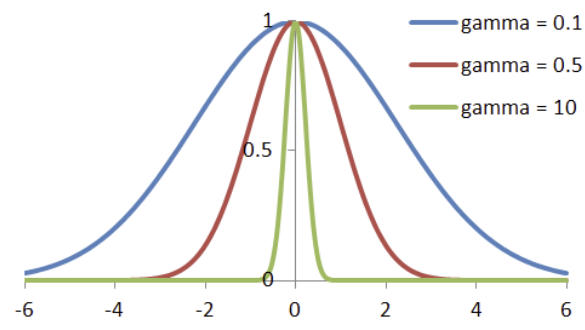 1
gamma = 0.1
gamma = 0.5
gamma = 10
0.5
0
-6 -4 -2 0 2 4 6